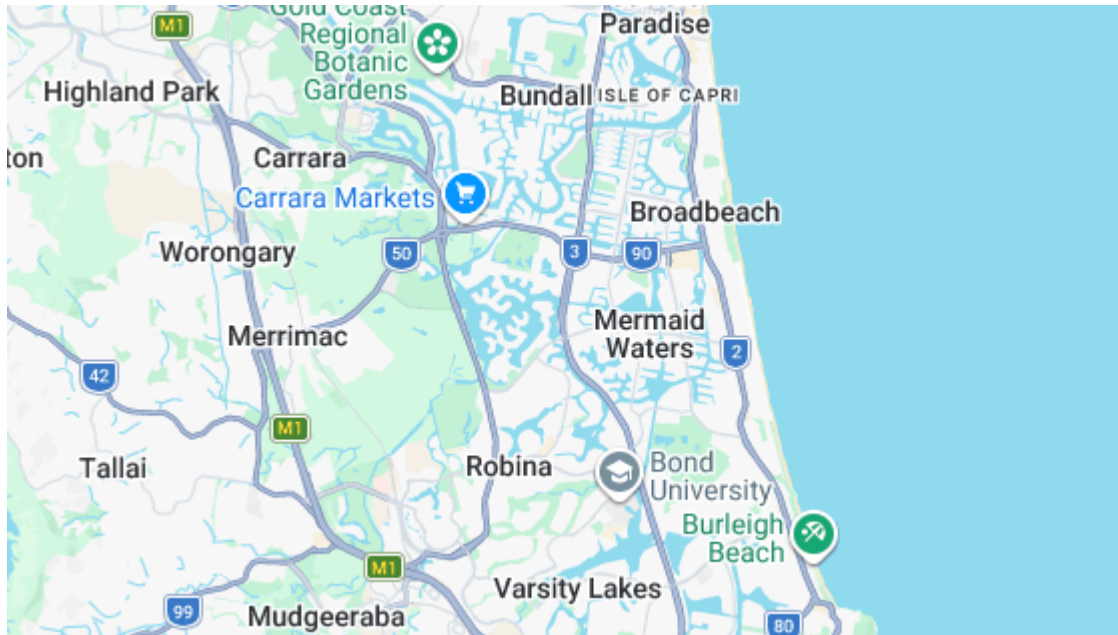 Gold Coast
Regional
Botanic
Gardens
Paradise
M1
Highland Park
Bundall
ISLE OF CAPRI
ton
Carrara
Carrara Markets
Broadbeach
Worongary
50
3
90
Merrimac
Mermaid
Waters
2
42
M1
Tallai
Robina
Bond
University
Burleigh
Beach
M1
Varsity Lakes
99
Mudgeeraba
80